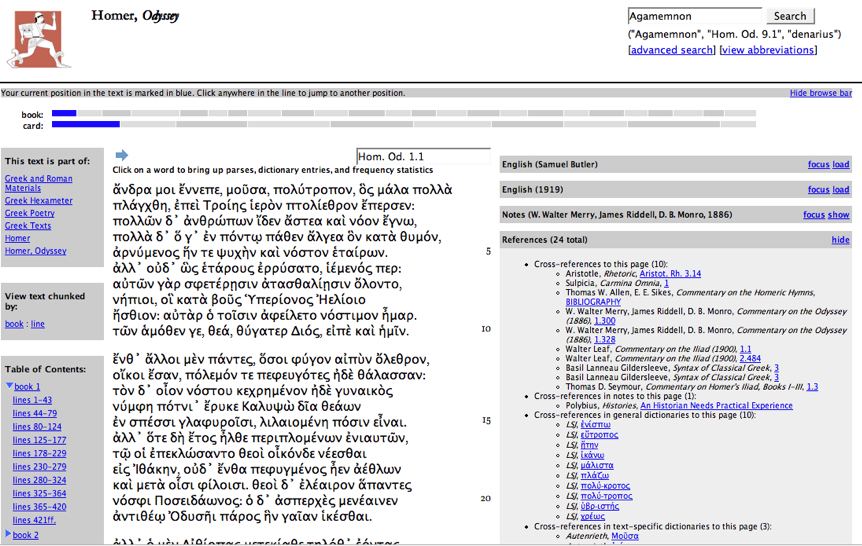 Homer, Odyssey
Agamemnon
Search
("Agamemnon", "Hom. Od. 9.1", "denarius")
[advanced search] [view abbreviations]
Your current position in the text is marked in blue. Click anywhere in the line to jump to another position.
Hide browse bar
book:
card:
This text is part of:
Greek and Roman
Materials
Greek Hexameter
Greek Poetry
Greek Texts
Homer
Homer, Odyssey
View text chunked
by:
book : line
Table of Contents:
book 1
lines 1-43
lines 44-79
lines 80-124
lines 125-177
lines 178-229
lines 230-279
lines 280-324
lines 325-364
lines 365-420
lines 421ff.
book 2
Hom. Od. 1.1
Click on a word to bring up parses, dictionary entries, and frequency statistics
ἄνδρα μοι ἔννεπε, μοῦσα, πολύτροπον, ὃς μάλα πολλὰ
πλάγχθη, ἐπεὶ Τροίης ἱερὸν πτολίεθρον ἔπερσεν:
πολλῶν δ᾽ ἀνθρώπων ἴδεν ἄστεα καὶ νόον ἔγνω,
πολλὰ δ᾽ ὅ γ᾽ ἐν πόντῳ πάθεν ἄλγεα ὃν κατὰ θυμόν,
ἀρνύμενος ἥν τε ψυχὴν καὶ νόστον ἑταίρων. 5
ἀλλ᾽ οὐδ᾽ ὣς ἑτάρους ἐρρύσατο, ἱέμενός περ:
αὐτῶν γὰρ σφετέρῃσιν ἀτασθαλίῃσιν ὄλοντο,
νήπιοι, οἳ κατὰ βοῦς Ὑπερίονος Ἠελίοιο
ἤσθιον: αὐτὰρ ὁ τοῖσιν ἀφείλετο νόστιμον ἦμαρ.
τῶν ἁμόθεν γε, θεά, θύγατερ Διός, εἰπὲ καὶ ἡμῖν. 10
ἔνθ᾽ ἄλλοι μὲν πάντες, ὅσοι φύγον αἰπὺν ὄλεθρον,
οἴκοι ἔσαν, πόλεμόν τε πεφευγότες ἠδὲ θάλασσαν:
τὸν δ᾽ οἶον νόστου κεχρημένον ἠδὲ γυναικὸς
νύμφη πότνι᾽ ἔρυκε Καλυψὼ δῖα θεάων
ἐν σπέσσι γλαφυροῖσι, λιλαιομένη πόσιν εἶναι. 15
ἀλλ᾽ ὅτε δὴ ἔτος ἦλθε περιπλομένων ἐνιαυτῶν,
τῷ οἱ ἐπεκλώσαντο θεοὶ οἶκόνδε νέεσθαι
εἰς Ἰθάκην, οὐδ᾽ ἔνθα πεφυγμένος ἦεν ἀέθλων
καὶ μετὰ οἷσι φίλοισι. θεοὶ δ᾽ ἐλέαιρον ἅπαντες
νόσφι Ποσειδάωνος: ὁ δ᾽ ἀσπερχὲς μενέαινεν 20
ἀντιθέῳ Ὀδυσῆι πάρος ἣν γαῖαν ἱκέσθαι.
English (Samuel Butler) focus load
English (1919) focus load
Notes (W. Walter Merry, James Riddell, D. B. Monro, 1886) focus show
References (24 total) hide
Cross-references to this page (10):
Aristotle, Rhetoric, Aristot. Rh. 3.14
Sulpicia, Carmina Omnia, 1
Thomas W. Allen, E. E. Sikes, Commentary on the Homeric Hymns,
BIBLIOGRAPHY
W. Walter Merry, James Riddell, D. B. Monro, Commentary on the Odyssey
(1886), 1.300
W. Walter Merry, James Riddell, D. B. Monro, Commentary on the Odyssey
(1886), 1.328
Walter Leaf, Commentary on the Iliad (1900), 1.1
Walter Leaf, Commentary on the Iliad (1900), 2.484
Basil Lanneau Gildersleeve, Syntax of Classical Greek, 3
Basil Lanneau Gildersleeve, Syntax of Classical Greek, 3
Thomas D. Seymour, Commentary on Homer's Iliad, Books I-III, 1.3
Cross-references in notes to this page (1):
Polybius, Histories, An Historian Needs Practical Experience
Cross-references in general dictionaries to this page (10):
LSJ, ἐνίσπω
LSJ, εὔτροπος
LSJ, ἤτην
LSJ, ἱκάνω
LSJ, μάλιστα
LSJ, πλάζω
LSJ, πολύ-κροτος
LSJ, πολύ-τροπος
LSJ, ὑβρ-ιστής
LSJ, χρέως
Cross-references in text-specific dictionaries to this page (3):
Autenrieth, Μοῦσα